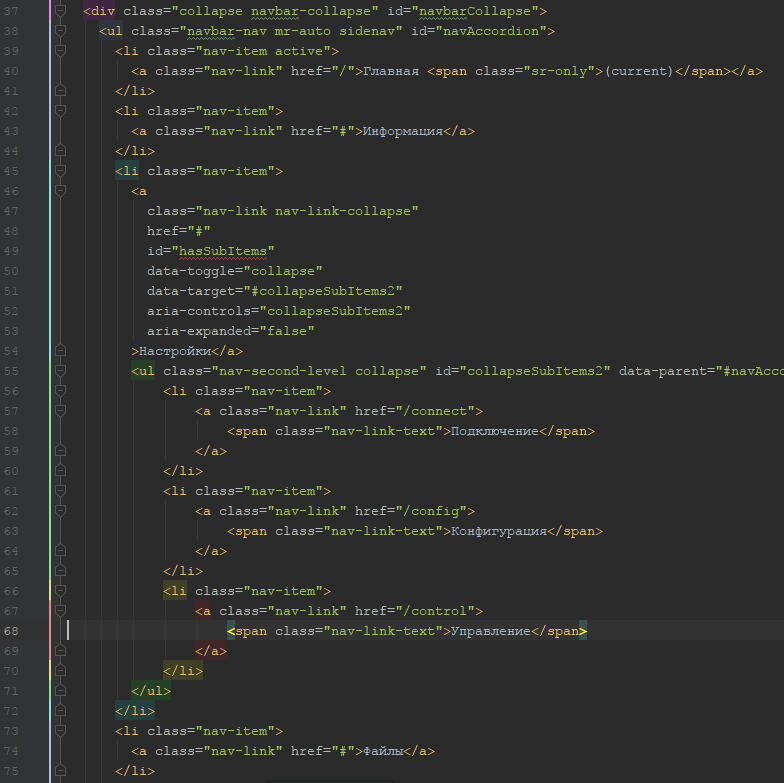 37 <div class="collapse navbar-collapse" id="navbarCollapse">
38 <ul class="navbar-nav mr-auto sidenav" id="navAccordion">
39 <li class="nav-item active">
40 <a class="nav-link" href="/">Главная <span class="sr-only">(current)</span></a>
41 </li>
42 <li class="nav-item">
43 <a class="nav-link" href="#">Информация</a>
44 </li>
45 <li class="nav-item">
46 <a
47 class="nav-link nav-link-collapse"
48 href="#"
49 id="hasSubItems"
50 data-toggle="collapse"
51 data-target="#collapseSubItems2"
52 aria-controls="collapseSubItems2"
53 aria-expanded="false"
54 >Настройки</a>
55 <ul class="nav-second-level collapse" id="collapseSubItems2" data-parent="#navAcco
56 <li class="nav-item">
57 <a class="nav-link" href="/connect">
58 <span class="nav-link-text">Подключение</span>
59 </a>
60 </li>
61 <li class="nav-item">
62 <a class="nav-link" href="/config">
63 <span class="nav-link-text">Конфигурация</span>
64 </a>
65 </li>
66 <li class="nav-item">
67 <a class="nav-link" href="/control">
68 <span class="nav-link-text">Управление</span>
69 </a>
70 </li>
71 </ul>
72 </li>
73 <li class="nav-item">
74 <a class="nav-link" href="#">Файлы</a>
75 </li>